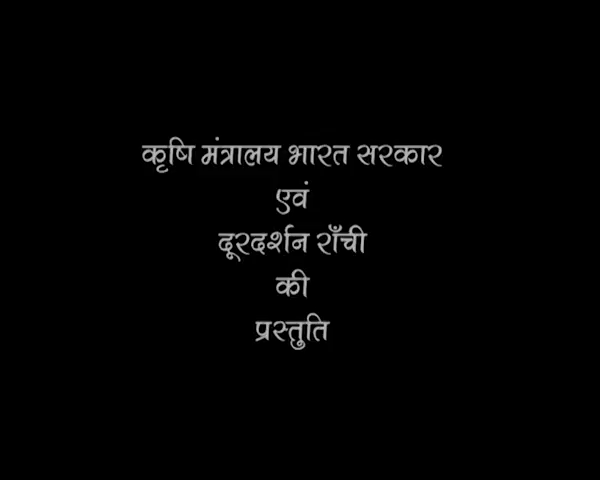 कृषि मंत्रालय भारत सरकार
एवं
दूरदर्शन राँची
की
प्रस्तुति